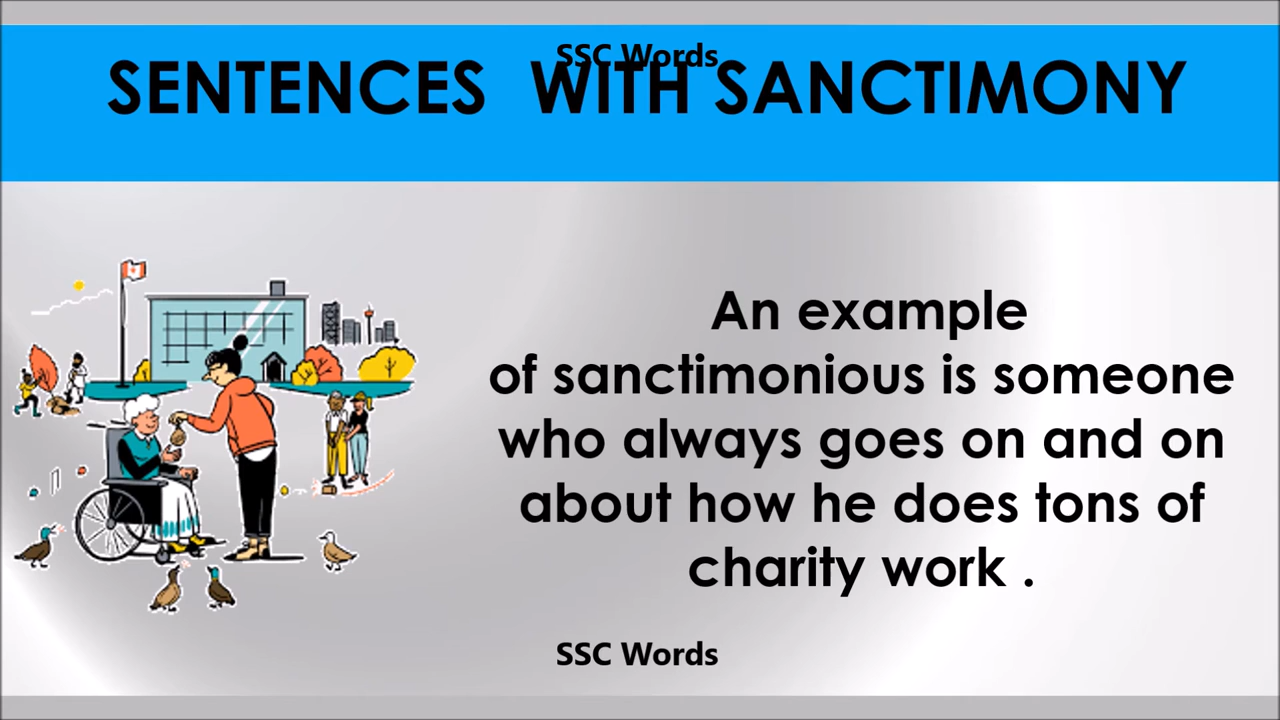 SSC Words
SENTENCES WITH SANCTIMONY
An example
of sanctimonious is someone
who always goes on and on
about how he does tons of
charity work .
SSC Words